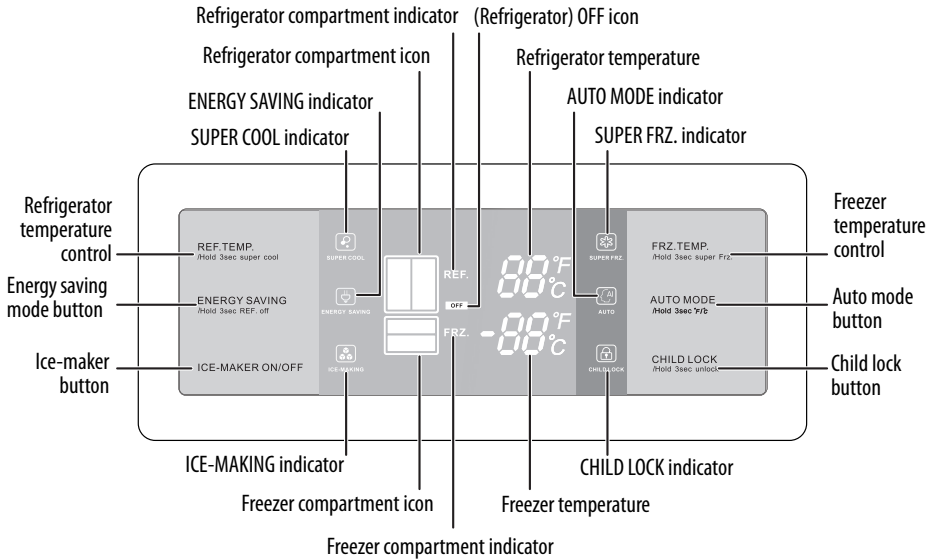 Refrigerator compartment indicator
(Refrigerator) OFF icon
Refrigerator compartment icon
Refrigerator temperature
ENERGY SAVING indicator
AUTO MODE indicator
SUPER COOL indicator
SUPER FRZ. indicator
Refrigerator
temperature
control
Energy saving
mode button
Ice-maker
button
REF.TEMP.
/Hold 3sec super cool
ENERGY SAVING
/Hold 3sec REF. off
ICE-MAKER ON/OFF
SUPER COOL
ENERGY SAVING
ICE-MAKING
REF.
OFF
FRZ.
88°F
°C
-88°F
°C
SUPER FRZ.
AI
AUTO
CHILD LOCK
FRZ.TEMP.
/Hold 3sec super Frz.
AUTO MODE
/Hold 3sec °F/°C
CHILD LOCK
/Hold 3sec unlock
Freezer
temperature
control
Auto mode
button
Child lock
button
ICE-MAKING indicator
CHILD LOCK indicator
Freezer compartment icon
Freezer temperature
Freezer compartment indicator